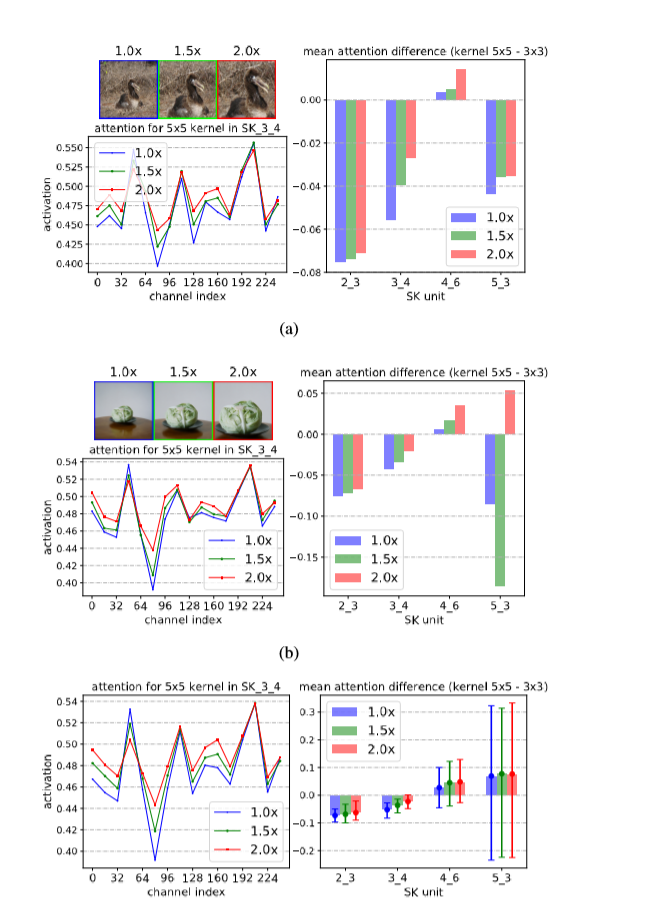 1.0x 1.5x 2.0x
attention for 5x5 kernel in SK_3_4
0.550
0.525
0.500
0.475
0.450
0.425
0.400
activation
1.0x
1.5x
2.0x
0 32 64 96 128 160 192 224
channel index
mean attention difference (kernel 5x5 - 3x3)
0.00
−0.02
−0.04
−0.06
−0.08
1.0x
1.5x
2.0x
2_3 3_4 4_6 5_3
SK unit
(a)
1.0x 1.5x 2.0x
attention for 5x5 kernel in SK_3_4
0.54
0.52
0.50
0.48
0.46
0.44
0.42
0.40
activation
1.0x
1.5x
2.0x
0 32 64 96 128 160 192 224
channel index
mean attention difference (kernel 5x5 - 3x3)
0.05
0.00
−0.05
−0.10
−0.15
1.0x
1.5x
2.0x
2_3 3_4 4_6 5_3
SK unit
(b)
attention for 5x5 kernel in SK_3_4
0.54
0.52
0.50
0.48
0.46
0.44
0.42
0.40
activation
1.0x
1.5x
2.0x
0 32 64 96 128 160 192 224
channel index
mean attention difference (kernel 5x5 - 3x3)
0.3
0.2
0.1
0.0
−0.1
−0.2
1.0x
1.5x
2.0x
2_3 3_4 4_6 5_3
SK unit